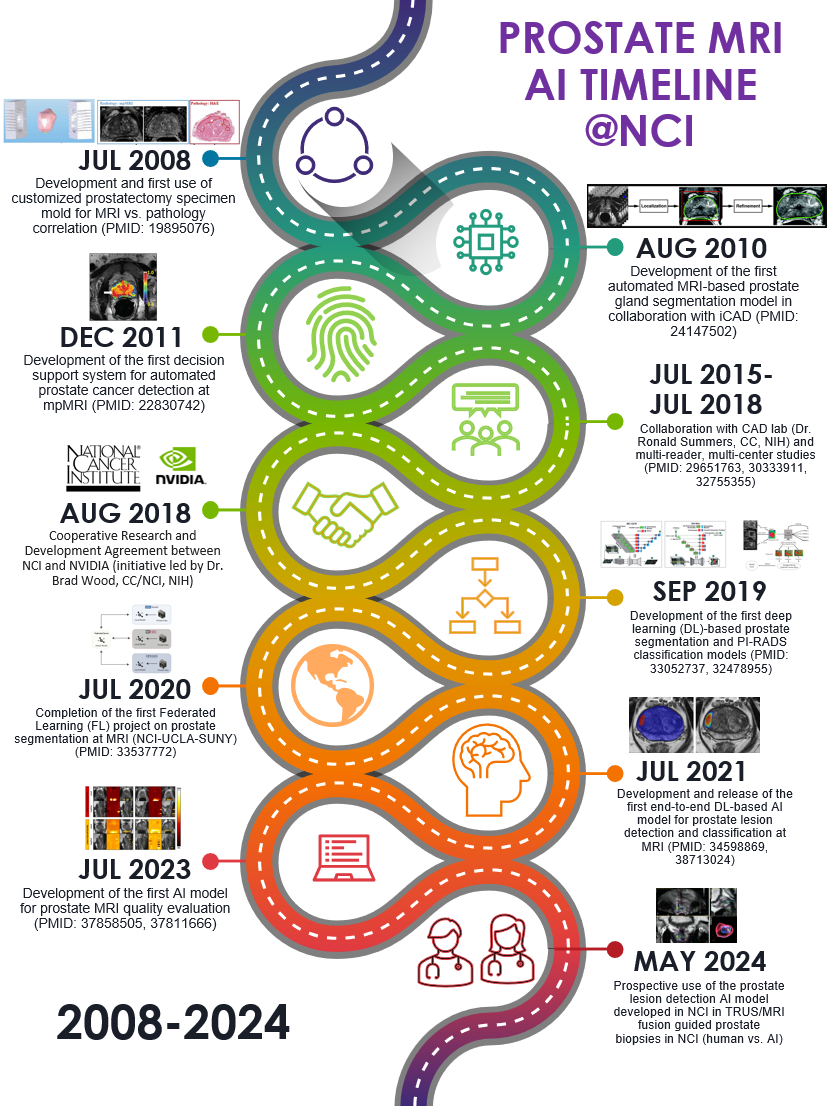 PROSTATE MRI
AI TIMELINE
@NCI
Radiology - mpMRI
Pathology - H&E
JUL 2008
Development and first use of
customized prostatectomy specimen
mold for MRI vs. pathology
correlation (PMID: 19895076)
Localization
Refinement
AUG 2010
Development of the first
automated MRI-based prostate
gland segmentation model in
collaboration with iCAD (PMID:
24147502)
DEC 2011
Development of the first decision
support system for automated
prostate cancer detection at
mpMRI (PMID: 22830742)
JUL 2015-
JUL 2018
Collaboration with CAD lab (Dr.
Ronald Summers, CC, NIH) and
multi-reader, multi-center studies
(PMID: 29651763, 30333911,
32755355)
NATIONAL
CANCER
INSTITUTE
NVIDIA
AUG 2018
Cooperative Research and
Development Agreement between
NCI and NVIDIA (initiative led by Dr.
Brad Wood, CC/NCI, NIH)
SEP 2019
Development of the first deep
learning (DL)-based prostate
segmentation and PI-RADS
classification models (PMID:
33052737, 32478955)
JUL 2020
Completion of the first Federated
Learning (FL) project on prostate
segmentation at MRI (NCI-UCLA-SUNY)
(PMID: 33537772)
JUL 2021
Development and release of the
first end-to-end DL-based AI
model for prostate lesion
detection and classification at
MRI (PMID: 34598869,
38713024)
JUL 2023
Development of the first AI model
for prostate MRI quality evaluation
(PMID: 37858505, 37811666)
MAY 2024
Prospective use of the prostate
lesion detection AI model
developed in NCI in TRUS/MRI
fusion guided prostate
biopsies in NCI (human vs. AI)
2008-2024